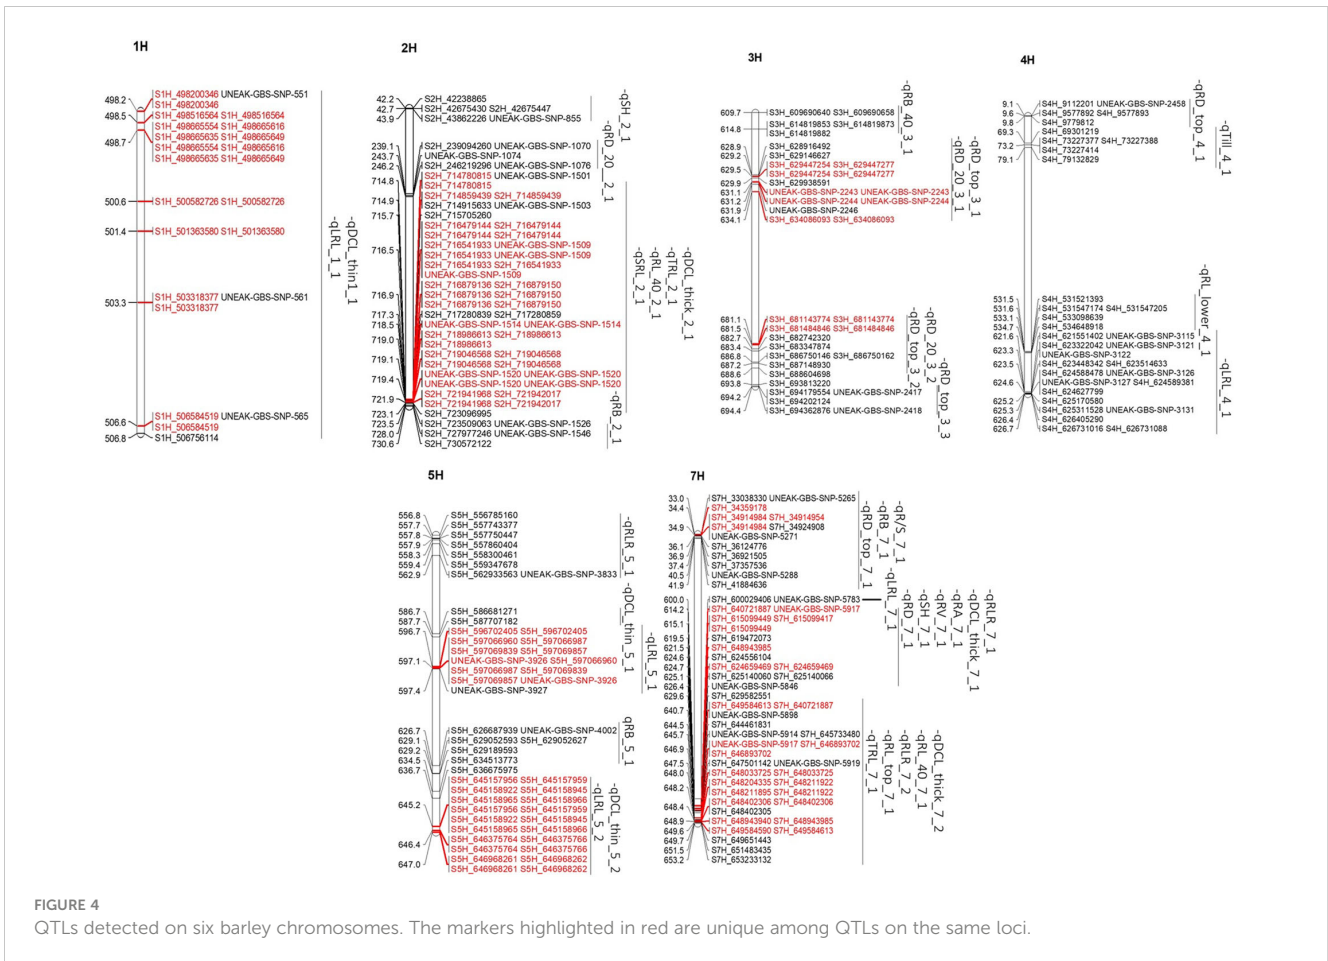 1H
498.2
498.5
498.7
500.6
501.4
503.3
506.6
506.8
S1H_498200346 UNEAK-GBS-SNP-551
S1H_498200346
S1H_498516564 S1H_498516564
S1H_498665554 S1H_498665616
S1H_498665635 S1H_498665649
S1H_498665554 S1H_498665616
S1H_498665635 S1H_498665649
S1H_500582726 S1H_500582726
S1H_501363580 S1H_501363580
S1H_503318377 UNEAK-GBS-SNP-561
S1H_503318377
S1H_506584519 UNEAK-GBS-SNP-565
S1H_506584519
S1H_506756114
-qDCL_thin1_1
-qLRL_1_1
2H
42.2
42.7
43.9
239.1
243.7
246.2
714.8
714.9
715.7
716.5
716.9
717.3
718.5
719.0
719.1
719.4
721.9
723.1
723.5
728.0
730.6
S2H_42238865
S2H_42675430 S2H_42675447
S2H_43862226 UNEAK-GBS-SNP-855
S2H_239094260 UNEAK-GBS-SNP-1070
UNEAK-GBS-SNP-1074
S2H_246219296 UNEAK-GBS-SNP-1076
S2H_714780815 UNEAK-GBS-SNP-1501
S2H_714780815
S2H_714859439 S2H_714859439
S2H_714915633 UNEAK-GBS-SNP-1503
S2H_715705260
S2H_716479144 S2H_716479144
S2H_716479144 S2H_716479144
S2H_716541933 UNEAK-GBS-SNP-1509
S2H_716541933 UNEAK-GBS-SNP-1509
S2H_716541933 S2H_716541933
UNEAK-GBS-SNP-1509
S2H_716879136 S2H_716879150
S2H_716879136 S2H_716879150
S2H_716879136 S2H_716879150
S2H_717280839 S2H_717280859
UNEAK-GBS-SNP-1514 UNEAK-GBS-SNP-1514
S2H_718986613 S2H_718986613
S2H_718986613
S2H_719046568 S2H_719046568
S2H_719046568 S2H_719046568
UNEAK-GBS-SNP-1520 UNEAK-GBS-SNP-1520
UNEAK-GBS-SNP-1520 UNEAK-GBS-SNP-1520
S2H_721941968 S2H_721942017
S2H_721941968 S2H_721942017
S2H_723096995
S2H_723509063 UNEAK-GBS-SNP-1526
S2H_727977246 UNEAK-GBS-SNP-1546
S2H_730572122
-qSH_2_1
-qRD_20__2_1
-qDCL_thick_2_1
-qTRL_2_1
-qRL_40_2_1
-qSRL_2_1
-qRB_2_1
3H
609.7
614.8
628.9
629.2
629.5
629.9
631.1
631.2
631.9
634.1
681.1
681.5
682.7
683.4
686.8
687.2
688.6
693.8
694.2
694.4
S3H_609690640 S3H_609690658
S3H_614819853 S3H_614819873
S3H_614819882
S3H_628916492
S3H_629146627
S3H_629447254 S3H_629447277
S3H_629447254 S3H_629447277
S3H_629938591
UNEAK-GBS-SNP-2243 UNEAK-GBS-SNP-2243
UNEAK-GBS-SNP-2244 UNEAK-GBS-SNP-2244
UNEAK-GBS-SNP-2246
S3H_634086093 S3H_634086093
S3H_681143774 S3H_681143774
S3H_681484846 S3H_681484846
S3H_682742320
S3H_683347874
S3H_686750146 S3H_686750162
S3H_687148930
S3H_688604698
S3H_693813220
S3H_694179554 UNEAK-GBS-SNP-2417
S3H_694202124
S3H_694362876 UNEAK-GBS-SNP-2418
-qRB_40_3_1
-qRD_top_3_1
-qRD_20_3_1
-qRD_20_3_2
-qRD_top_3_2
-qRD_top_3_3
4H
9.1
9.6
9.8
69.3
73.2
79.1
531.5
531.6
533.1
534.7
621.6
623.3
623.5
624.6
625.2
625.3
626.4
626.7
S4H_9112201 UNEAK-GBS-SNP-2458
S4H_9577892 S4H_9577893
S4H_9779812
S4H_69301219
S4H_73227377 S4H_73227388
S4H_73227414
S4H_79132829
S4H_531521393
S4H_531547174 S4H_531547205
S4H_533098639
S4H_534648918
S4H_621551402 UNEAK-GBS-SNP-3115
S4H_623322042 UNEAK-GBS-SNP-3121
UNEAK-GBS-SNP-3122
S4H_623448342 S4H_623514633
S4H_624588478 UNEAK-GBS-SNP-3126
UNEAK-GBS-SNP-3127 S4H_624589381
S4H_624627799
S4H_625170580
S4H_625311528 UNEAK-GBS-SNP-3131
S4H_626405290
S4H_626731016 S4H_626731088
-qRD_top_4_1
-qTill_4_1
-qRL_lower_4_1
-qLRL_4_1
5H
556.8
557.7
557.8
557.9
558.3
559.4
562.9
586.7
587.7
596.7
597.1
597.4
626.7
629.1
629.2
634.5
636.7
645.2
646.4
647.0
S5H_556785160
S5H_557743377
S5H_557750447
S5H_557860404
S5H_558300461
S5H_559347678
S5H_562933563 UNEAK-GBS-SNP-3833
S5H_586681271
S5H_587707182
S5H_596702405 S5H_596702405
S5H_597066960 S5H_597066987
S5H_597069839 S5H_597069857
UNEAK-GBS-SNP-3926 S5H_597066960
S5H_597066987 S5H_597069839
S5H_597069857 UNEAK-GBS-SNP-3926
UNEAK-GBS-SNP-3927
S5H_626687939 UNEAK-GBS-SNP-4002
S5H_629052593 S5H_629052627
S5H_629189593
S5H_634513773
S5H_636675975
S5H_645157956 S5H_645157959
S5H_645158922 S5H_645158945
S5H_645158965 S5H_645158966
S5H_645157956 S5H_645157959
S5H_645158922 S5H_645158945
S5H_645158965 S5H_645158966
S5H_646375764 S5H_646375766
S5H_646375764 S5H_646375766
S5H_646968261 S5H_646968262
S5H_646968261 S5H_646968262
-qRLR_5_1
-qDCL_thin_5_1
-qLRL_5_1
qRB_5_1
-qDCL_thin_5_2
-qLRL_5_2
7H
33.0
34.4
34.9
36.1
36.9
37.4
40.5
41.9
600.0
614.2
615.1
619.5
621.5
624.6
624.7
625.1
626.4
629.6
640.7
644.5
645.7
646.9
647.5
648.0
648.2
648.4
648.9
649.6
649.7
651.5
653.2
S7H_33038330 UNEAK-GBS-SNP-5265
S7H_34359178
S7H_34914984 S7H_34914954
S7H_34914984 S7H_34924908
UNEAK-GBS-SNP-5271
S7H_36124776
S7H_36921505
S7H_37357536
UNEAK-GBS-SNP-5288
S7H_41884636
S7H_600029406 UNEAK-GBS-SNP-5783
S7H_640721887 UNEAK-GBS-SNP-5917
S7H_615099449 S7H_615099417
S7H_615099449
S7H_619472073
S7H_648943985
S7H_624556104
S7H_624659469 S7H_624659469
S7H_625140060 S7H_625140066
UNEAK-GBS-SNP-5846
S7H_629582551
S7H_649584613 S7H_640721887
UNEAK-GBS-SNP-5898
S7H_644461831
UNEAK-GBS-SNP-5914 S7H_645733480
UNEAK-GBS-SNP-5917 S7H_646893702
S7H_646893702
S7H_647501142 UNEAK-GBS-SNP-5919
S7H_648033725 S7H_648033725
S7H_648204335 S7H_648211922
S7H_648211895 S7H_648211922
S7H_648402306 S7H_648402306
S7H_648402305
S7H_648943940 S7H_648943985
S7H_649584590 S7H_649584613
S7H_649651443
S7H_651483435
S7H_653233132
-qR/S_7_1
-qRB_7_1
-qRD_top_7_1
-qRLR_7_1
-qDCL_thick_7_1
-qRA_7_1
-qRV_7_1
-qSH_7_1
-qRD_7_1
-qLRL_7_1
-qDCL_thick_7_2
-qRLR_7_2
-qRL_40_7_1
-qRL_top_7_1
-qTRL_7_1
FIGURE 4
QTLs detected on six barley chromosomes. The markers highlighted in red are unique among QTLs on the same loci.